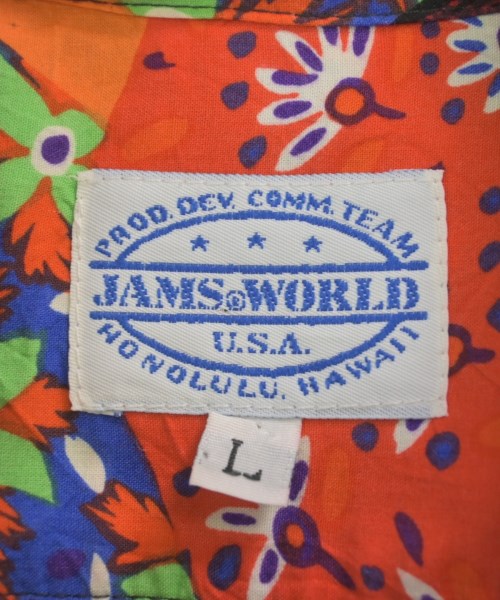 PROD. DEV. COMM. TEAM
JAMS®WORLD
U.S.A.
HONOLULU, HAWAII
L